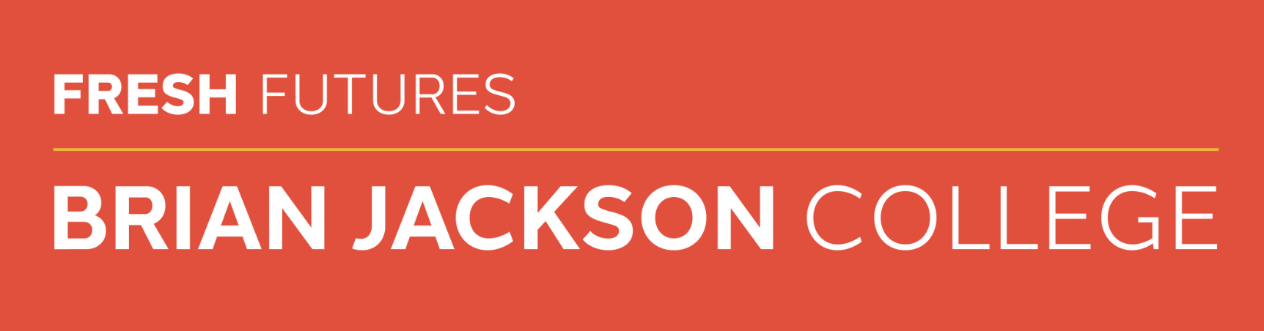 FRESH FUTURES
BRIAN JACKSON COLLEGE